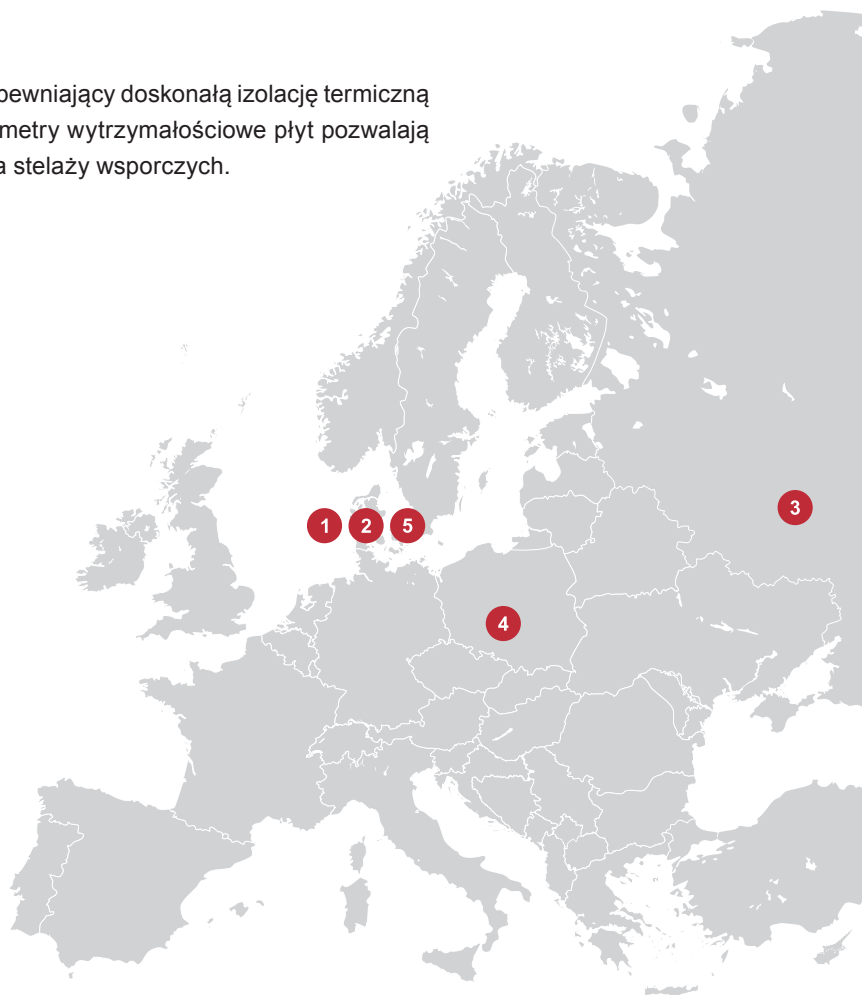 pewniający doskonałą izolację termiczną
metry wytrzymałościowe płyt pozwalają
a stelaży wsporczych.
1 2 5
3
4